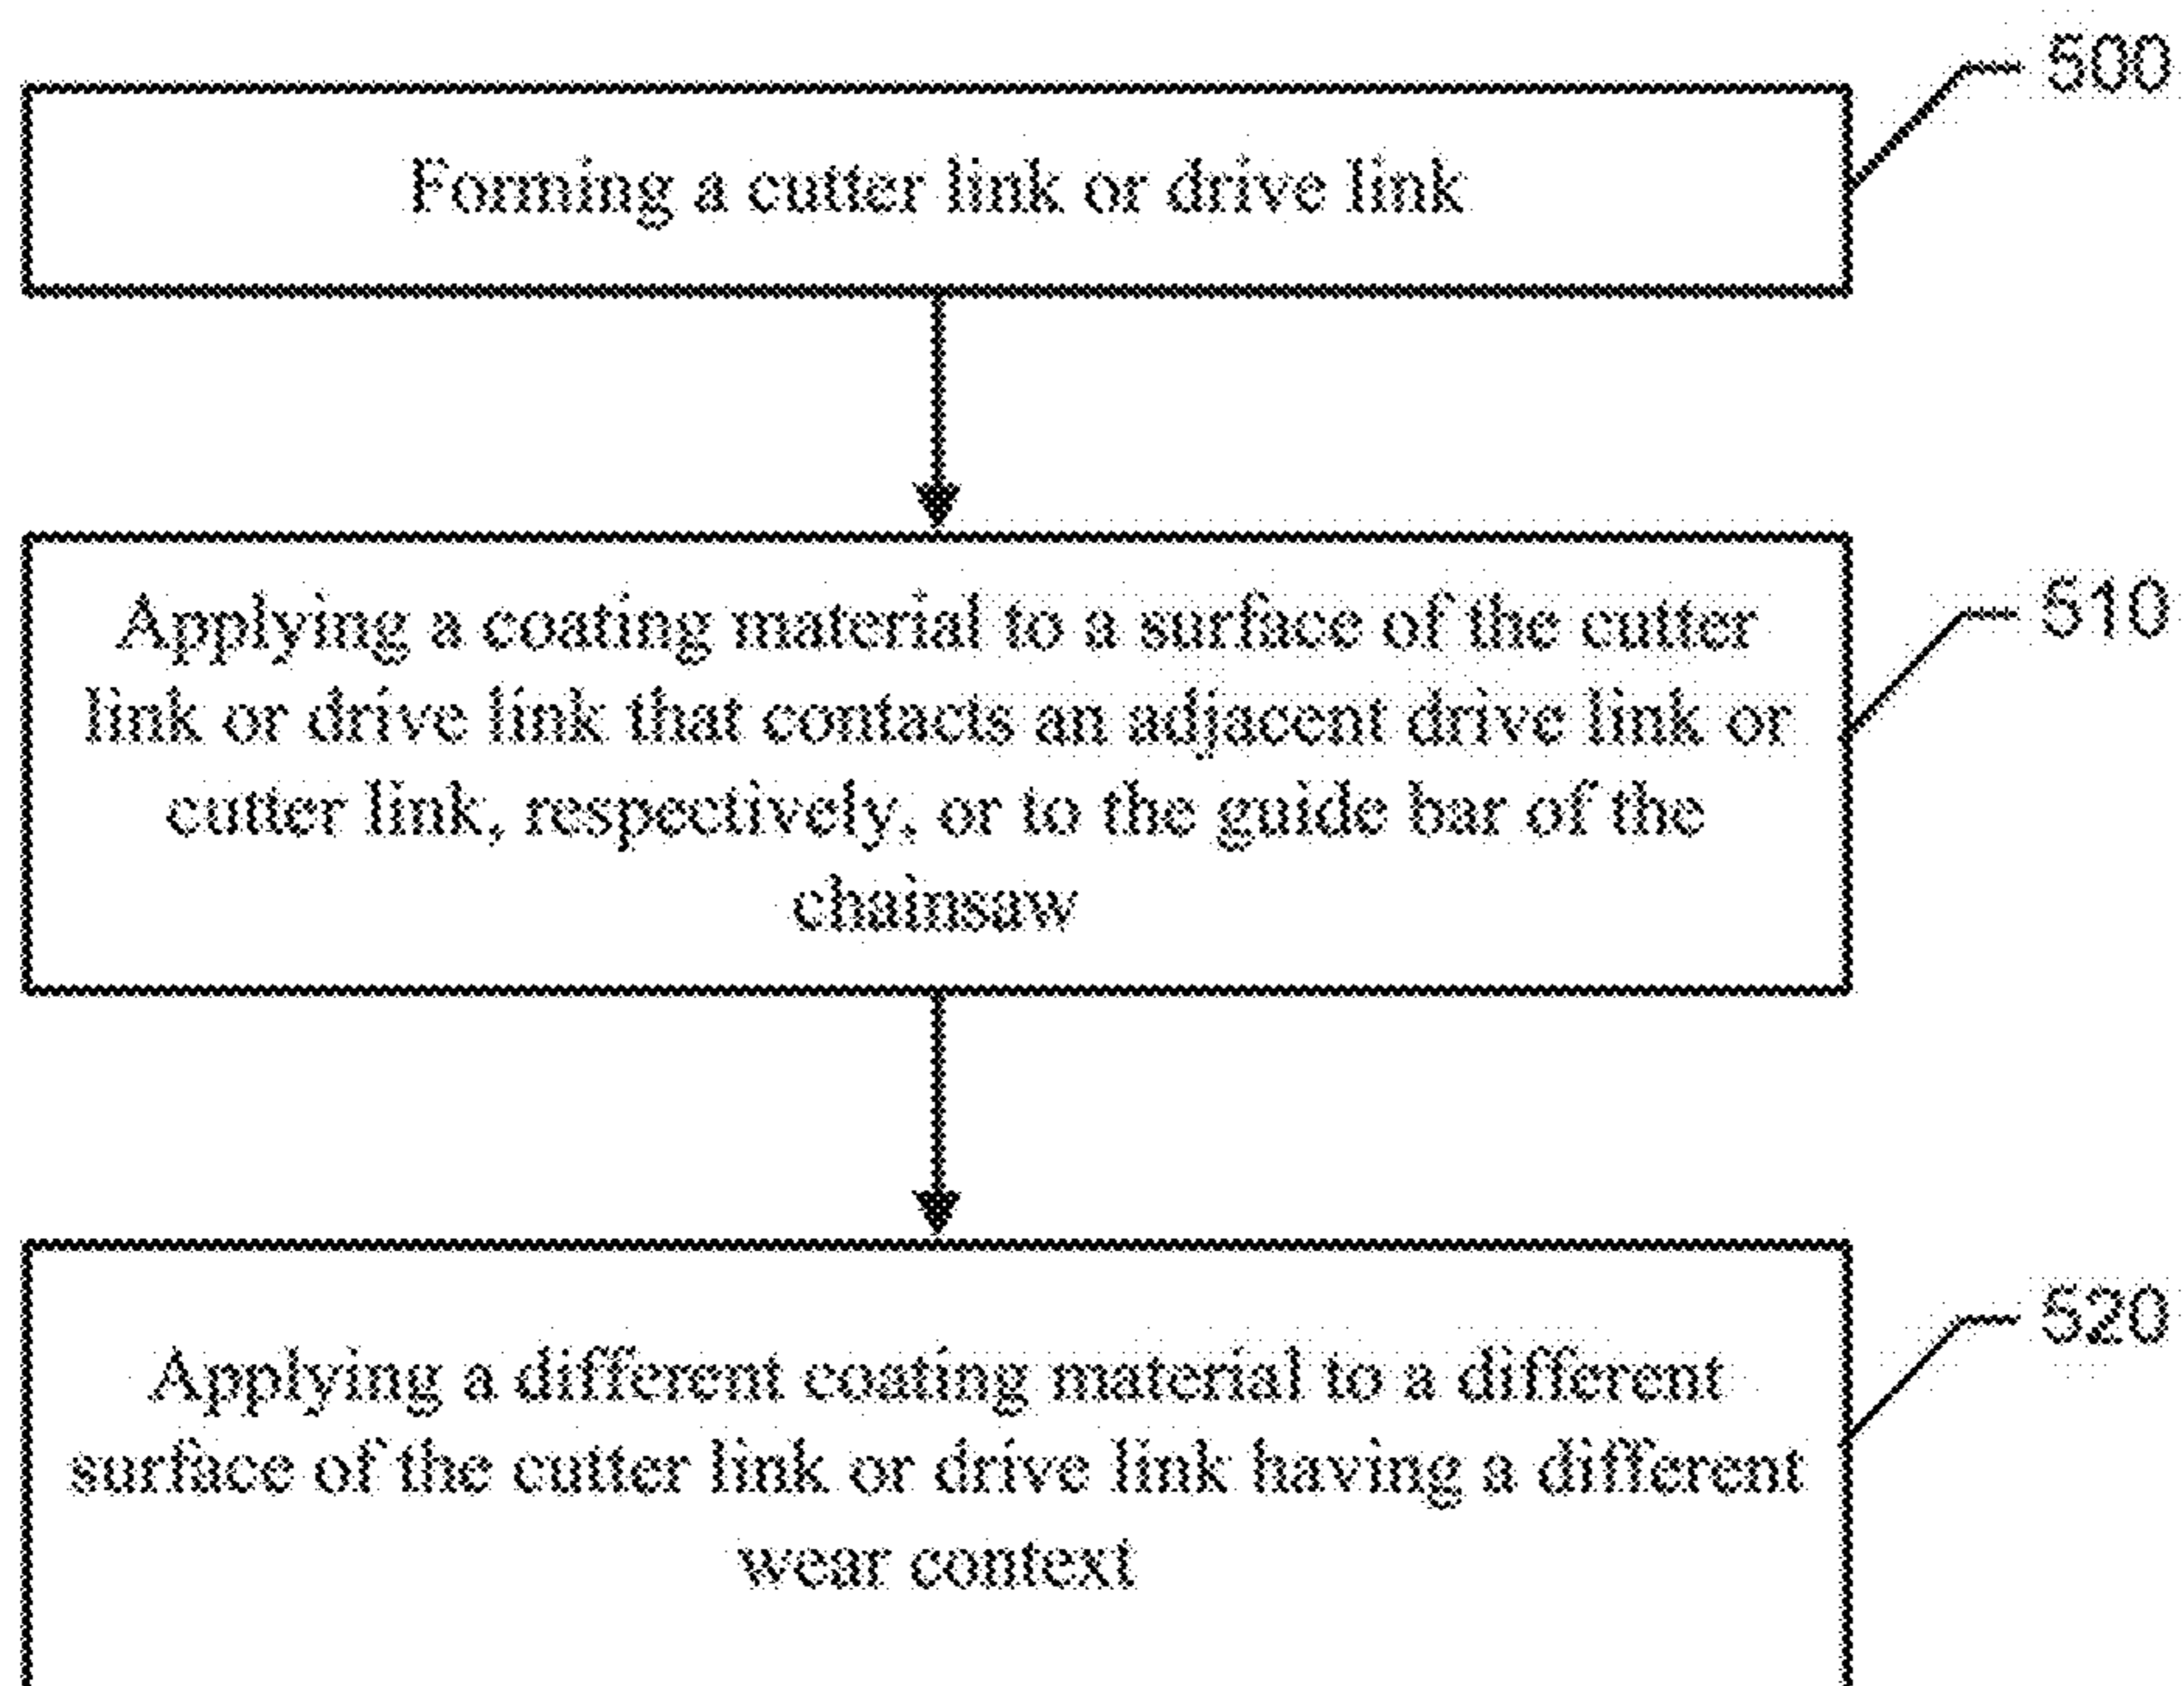 500
Forming a cutter link or drive link
510
Applying a coating material to a surface of the cutter
link or drive link that contacts an adjacent drive link or
cutter link, respectively, or to the guide bar of the
chainsaw
520
Applying a different coating material to a different
surface of the cutter link or drive link having a different
wear context